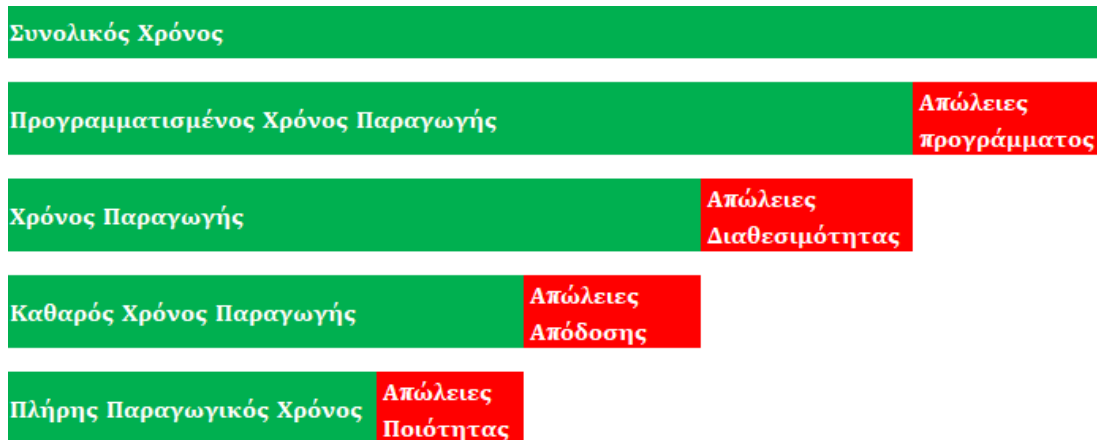 Συνολικός Χρόνος
Προγραμματισμένος Χρόνος Παραγωγής
Απώλειες
προγράμματος
Χρόνος Παραγωγής
Απώλειες
Διαθεσιμότητας
Καθαρός Χρόνος Παραγωγής
Απώλειες
Απόδοσης
Πλήρης Παραγωγικός Χρόνος
Απώλειες
Ποιότητας